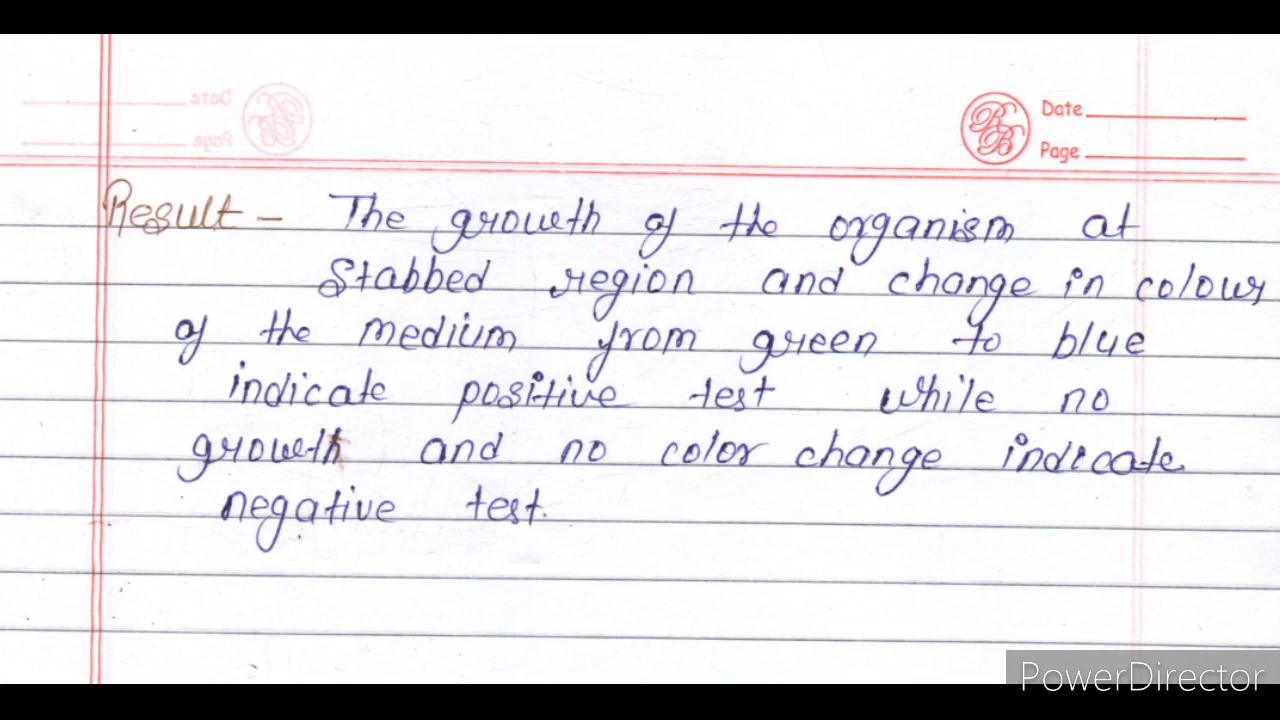 Date
Page
Result - The growth of the organism at
stabbed region and change in colour
of the medium from green to blue
indicate positive test while no
growth and no color change indicate
negative test.
PowerDirector